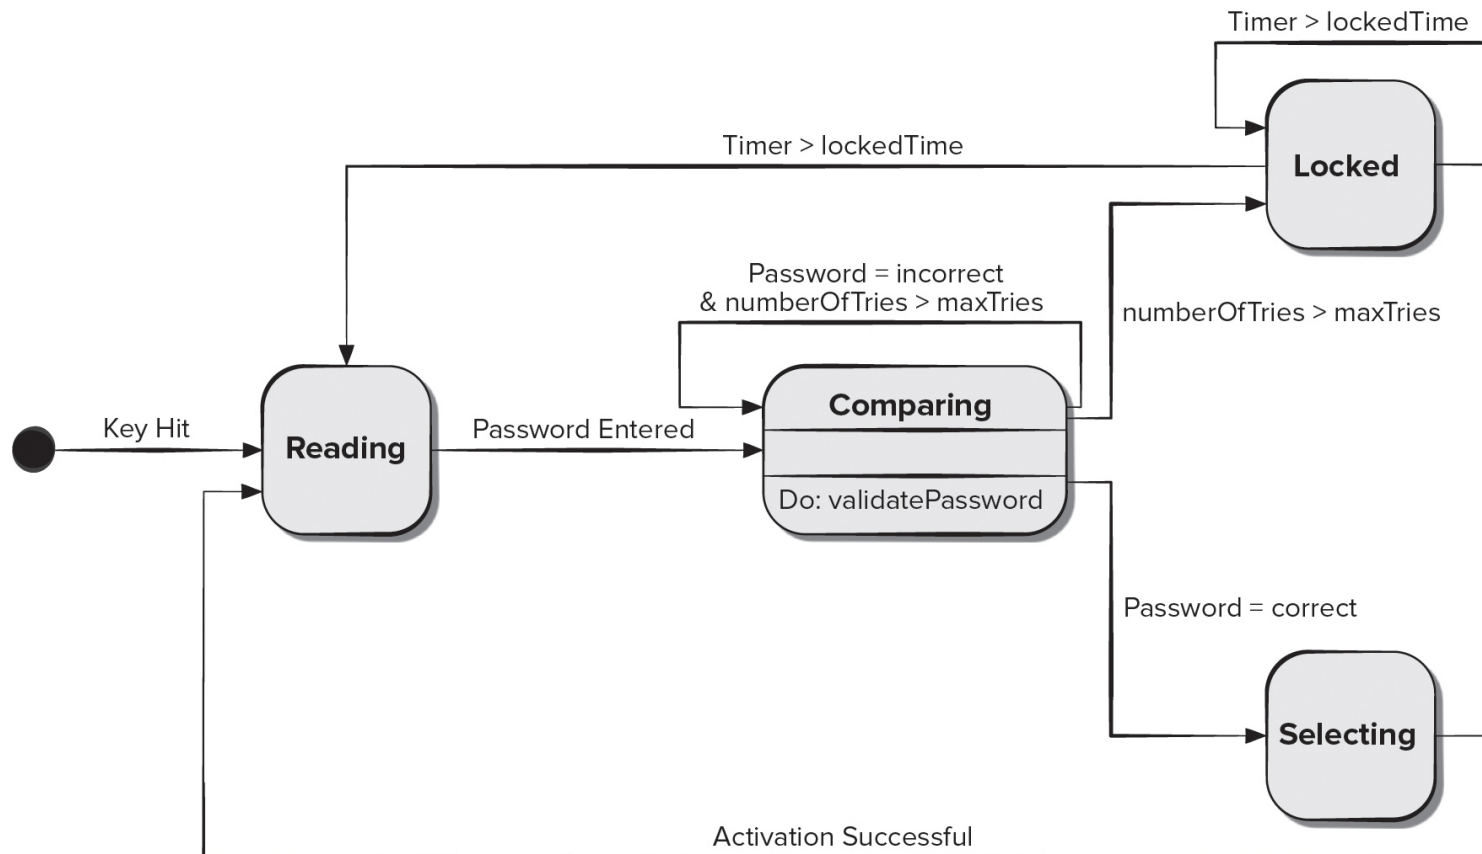 Timer > lockedTime
Timer > lockedTime
Locked
Password = incorrect
& numberOfTries > maxTries
numberOfTries > maxTries
Comparing
Key Hit
Reading
Password Entered
Do: validatePassword
Password = correct
Selecting
Activation Successful